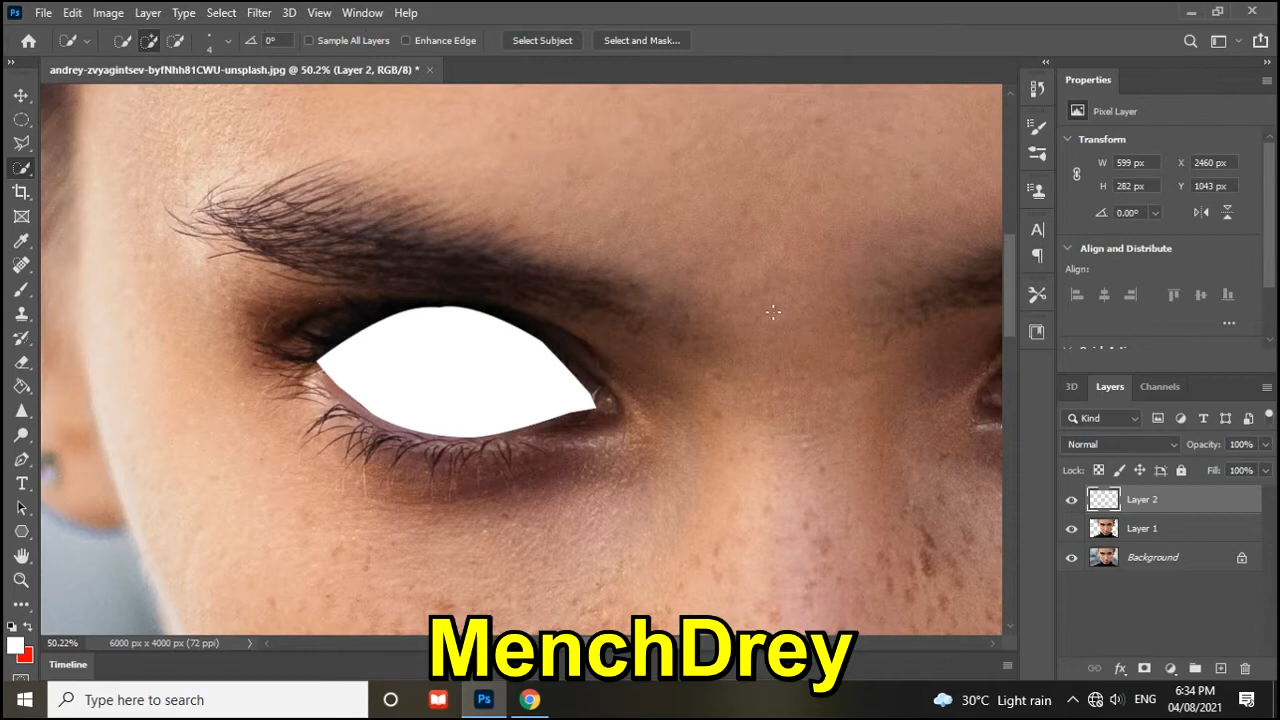 Ps File Edit Image Layer Type Select Filter 3D View Window Help
4 0° Sample All Layers Enhance Edge Select Subject Select and Mask...
andrey-zvyagintsev-byfNhh81CWU-unsplash.jpg @ 50.2% (Layer 2, RGB/8) *
Properties
Pixel Layer
Transform
W 599 px X 2460 px
H 282 px Y 1043 px
0.00°
Align and Distribute
Align:
3D Layers Channels
Kind
Normal Opacity: 100%
Lock: Fill: 100%
Layer 2
Layer 1
Background
50.22% 6000 px x 4000 px (72 ppi)
MenchDrey
Timeline
Type here to search Ps 30°C Light rain ENG 6:34 PM
04/08/2021